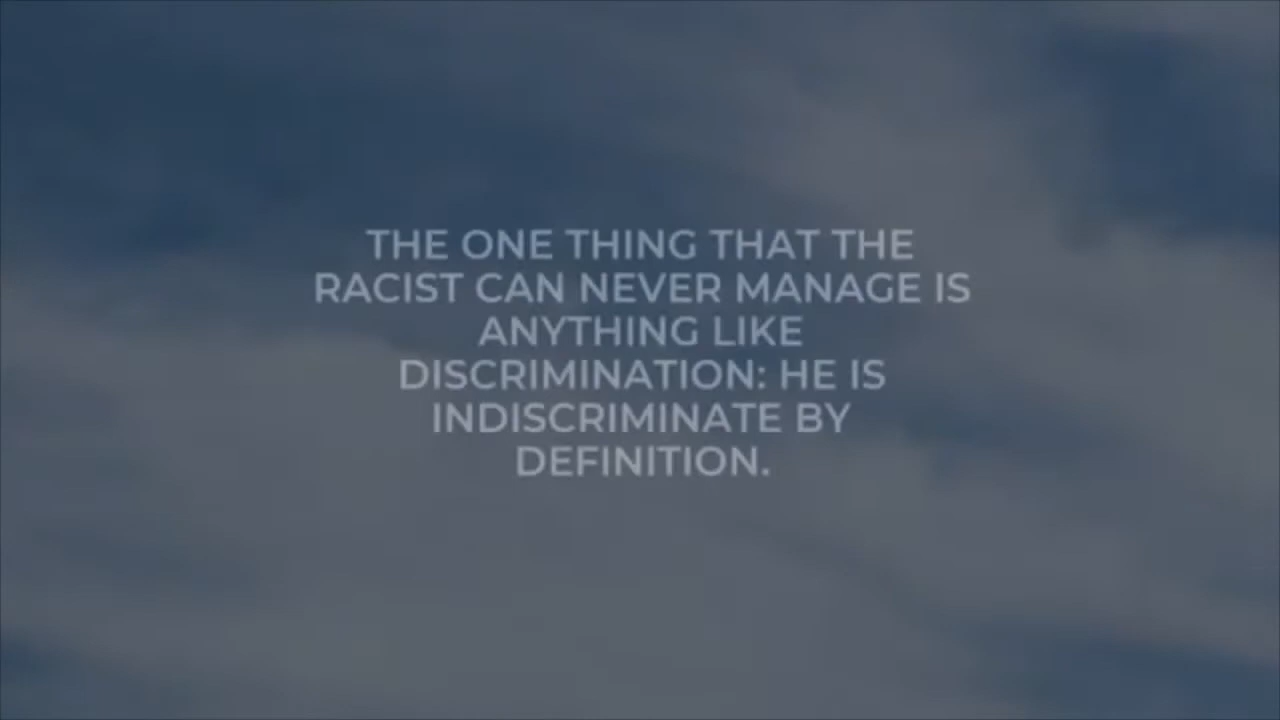 THE ONE THING THAT THE
RACIST CAN NEVER MANAGE IS
ANYTHING LIKE
DISCRIMINATION: HE IS
INDISCRIMINATE BY
DEFINITION.